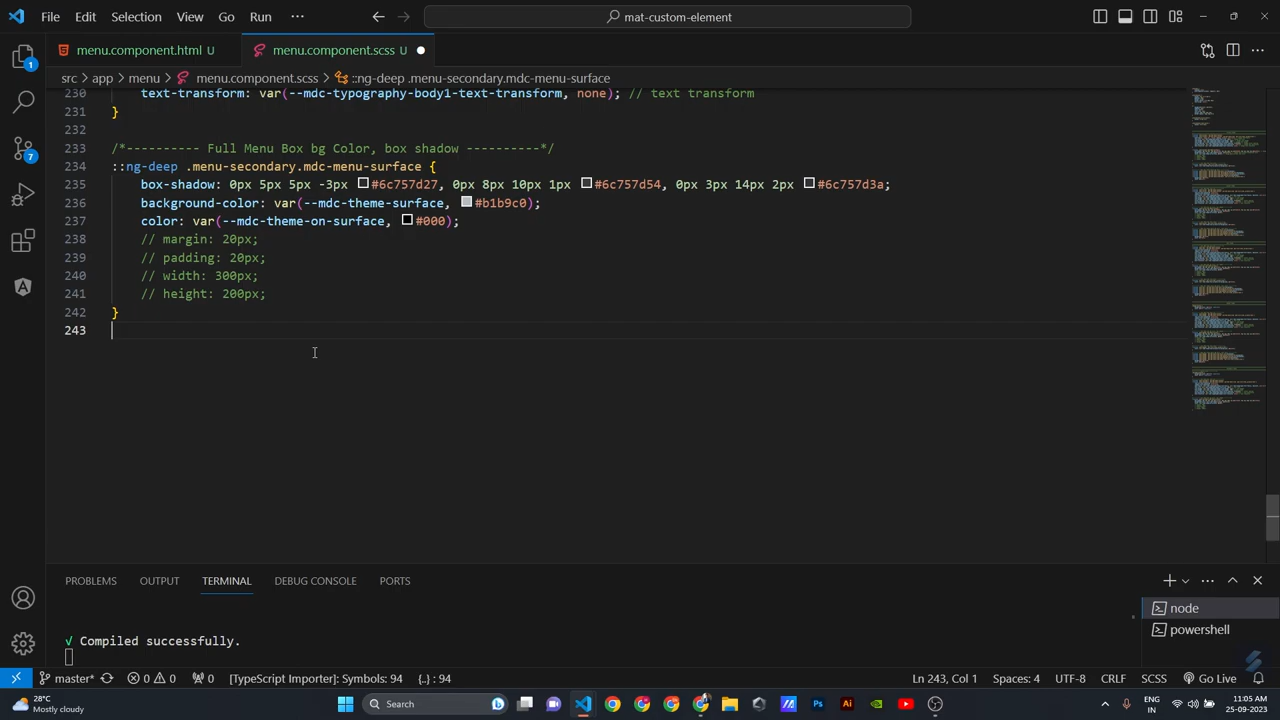 File Edit Selection View Go Run ··· mat-custom-element
menu.component.html U menu.component.scss U
src > app > menu > menu.component.scss > ::ng-deep .menu-secondary.mdc-menu-surface
230 text-transform: var(--mdc-typography-body1-text-transform, none); // text transform
231 }
232
233 /*---------- Full Menu Box bg Color, box shadow ----------*/
234 ::ng-deep .menu-secondary.mdc-menu-surface {
235 box-shadow: 0px 5px 5px -3px #6c757d27, 0px 8px 10px 1px #6c757d54, 0px 3px 14px 2px #6c757d3a;
236 background-color: var(--mdc-theme-surface, #b1b9c0);
237 color: var(--mdc-theme-on-surface, #000);
238 // margin: 20px;
239 // padding: 20px;
240 // width: 300px;
241 // height: 200px;
242 }
243
PROBLEMS OUTPUT TERMINAL DEBUG CONSOLE PORTS
node
powershell
√ Compiled successfully.
master* 0 0 0 [TypeScript Importer]: Symbols: 94 {..} : 94 Ln 243, Col 1 Spaces: 4 UTF-8 CRLF SCSS Go Live
28°C
Mostly cloudy
Search
ENG
IN
11:05 AM
25-09-2023